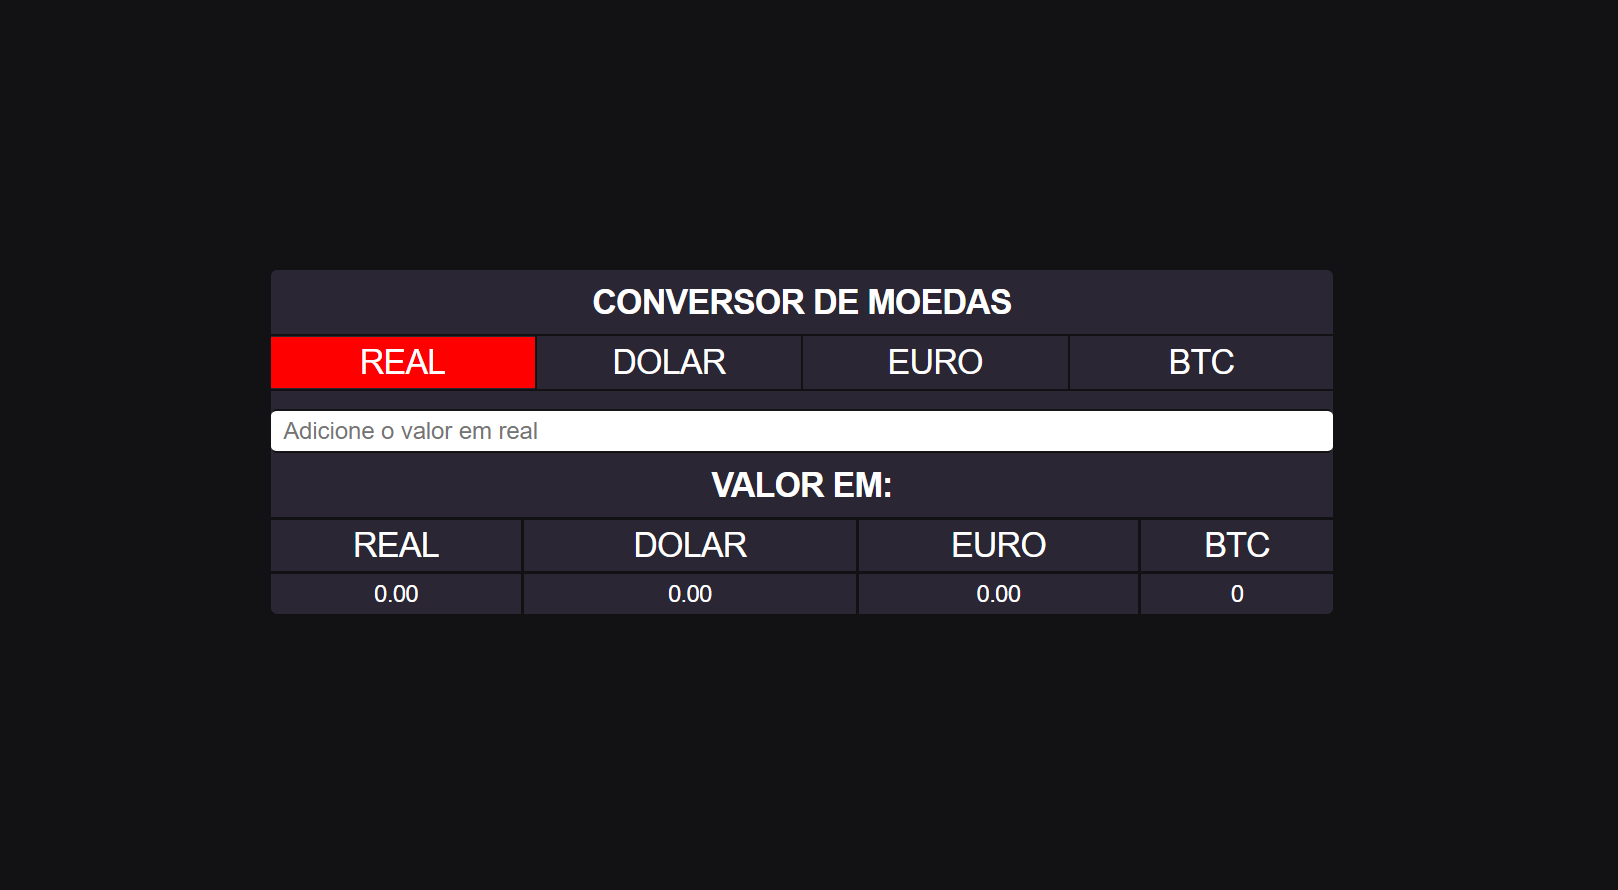 CONVERSOR DE MOEDAS
REAL DOLAR EURO BTC
Adicione o valor em real
VALOR EM:
REAL DOLAR EURO BTC
0.00 0.00 0.00 0